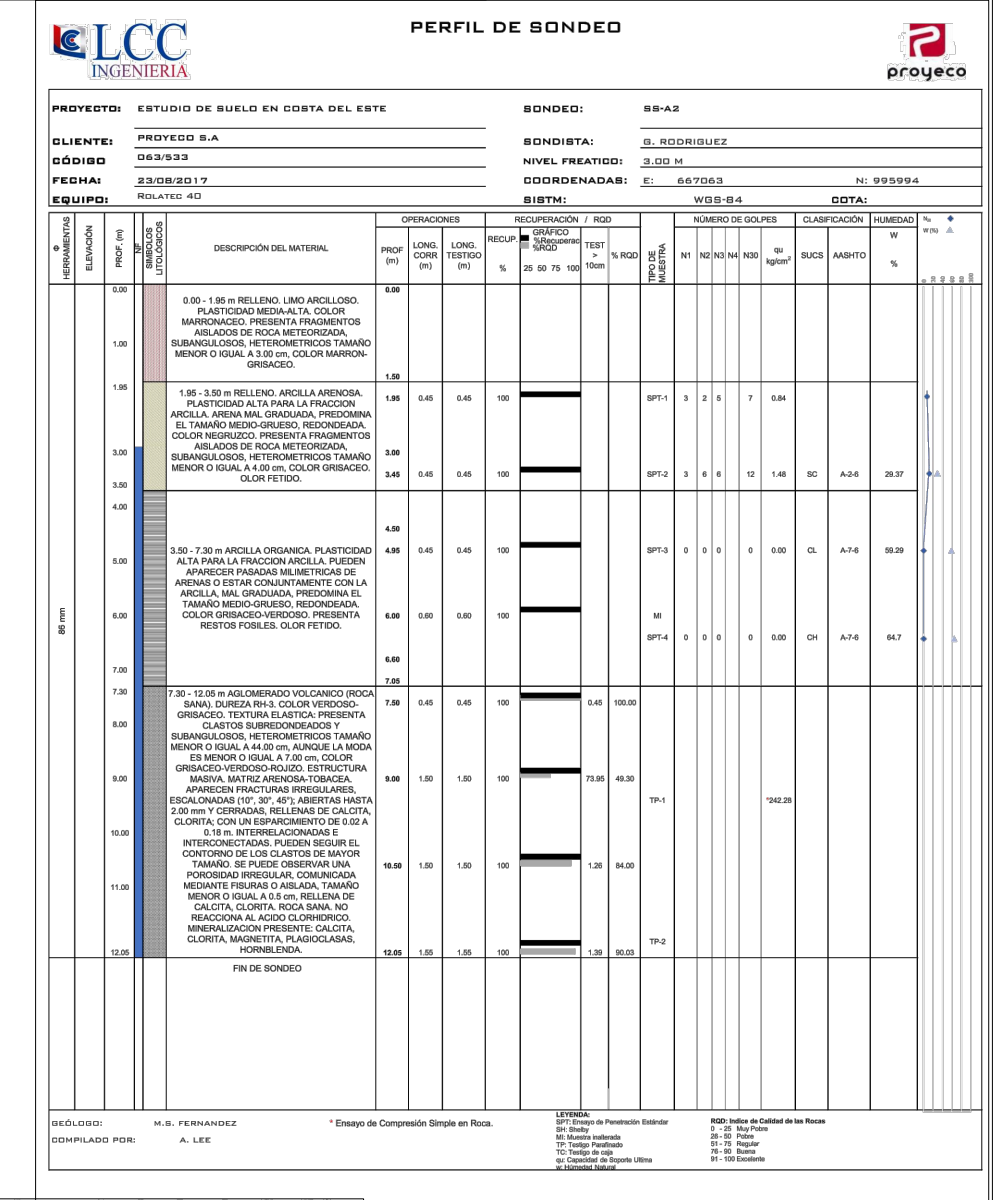 PERFIL DE SONDEO
LCC
INGENIERIA
proyeco
PROYECTO: ESTUDIO DE SUELO EN COSTA DEL ESTE
SONDEO: SS-A2
CLIENTE: PROYECO S.A
SONDISTA: G. RODRIGUEZ
CÓDIGO 063/533
NIVEL FREATICO: 3.00 M
FECHA: 23/08/2017
COORDENADAS: E: 667063 N: 995994
EQUIPO: ROLATEC 40
SISTM: WGS-84 COTA:
OPERACIONES RECUPERACIÓN / RQD NÚMERO DE GOLPES CLASIFICACIÓN HUMEDAD
Φ HERRAMIENTAS
ELEVACIÓN
PROF. (m)
NF
SIMBOLOS LITOLÓGICOS
DESCRIPCIÓN DEL MATERIAL
PROF (m)
LONG. CORR (m)
LONG. TESTIGO (m)
RECUP. %
GRÁFICO
%Recuperac
%RQD
25 50 75 100
TEST > 10cm
% RQD
TIPO DE MUESTRA
N1 N2 N3 N4 N30
qu kg/cm²
SUCS AASHTO
W %
N30
W (%)
0 20 40 60 80 100
0.00
0.00
0.00 - 1.95 m RELLENO. LIMO ARCILLOSO.
PLASTICIDAD MEDIA-ALTA. COLOR
MARRONACEO. PRESENTA FRAGMENTOS
AISLADOS DE ROCA METEORIZADA,
SUBANGULOSOS, HETEROMETRICOS TAMAÑO
MENOR O IGUAL A 3.00 cm, COLOR MARRON-
GRISACEO.
1.00
1.50
1.95
1.95 - 3.50 m RELLENO. ARCILLA ARENOSA.
PLASTICIDAD ALTA PARA LA FRACCION
ARCILLA. ARENA MAL GRADUADA, PREDOMINA
EL TAMAÑO MEDIO-GRUESO, REDONDEADA.
COLOR NEGRUZCO. PRESENTA FRAGMENTOS
AISLADOS DE ROCA METEORIZADA,
SUBANGULOSOS, HETEROMETRICOS TAMAÑO
MENOR O IGUAL A 4.00 cm, COLOR GRISACEO.
OLOR FETIDO.
1.95 0.45 0.45 100 SPT-1 3 2 5 7 0.84
3.00
3.00
3.45 0.45 0.45 100 SPT-2 3 6 6 12 1.48 SC A-2-6 29.37
3.50
4.00
4.50
3.50 - 7.30 m ARCILLA ORGANICA. PLASTICIDAD
ALTA PARA LA FRACCION ARCILLA. PUEDEN
APARECER PASADAS MILIMETRICAS DE
ARENAS O ESTAR CONJUNTAMENTE CON LA
ARCILLA, MAL GRADUADA, PREDOMINA EL
TAMAÑO MEDIO-GRUESO, REDONDEADA.
COLOR GRISACEO-VERDOSO. PRESENTA
RESTOS FOSILES. OLOR FETIDO.
4.95 0.45 0.45 100 SPT-3 0 0 0 0 0.00 CL A-7-6 59.29
5.00
86 mm
6.00
6.00 0.60 0.60 100 MI
SPT-4 0 0 0 0 0.00 CH A-7-6 64.7
6.60
7.00
7.05
7.30
7.30 - 12.05 m AGLOMERADO VOLCANICO (ROCA
SANA). DUREZA RH-3. COLOR VERDOSO-
GRISACEO. TEXTURA ELASTICA: PRESENTA
CLASTOS SUBREDONDEADOS Y
SUBANGULOSOS, HETEROMETRICOS TAMAÑO
MENOR O IGUAL A 44.00 cm, AUNQUE LA MODA
ES MENOR O IGUAL A 7.00 cm, COLOR
GRISACEO-VERDOSO-ROJIZO. ESTRUCTURA
MASIVA. MATRIZ ARENOSA-TOBACEA.
APARECEN FRACTURAS IRREGULARES,
ESCALONADAS (10°, 30°, 45°); ABIERTAS HASTA
2.00 mm Y CERRADAS, RELLENAS DE CALCITA,
CLORITA; CON UN ESPARCIMIENTO DE 0.02 A
0.18 m. INTERRELACIONADAS E
INTERCONECTADAS. PUEDEN SEGUIR EL
CONTORNO DE LOS CLASTOS DE MAYOR
TAMAÑO. SE PUEDE OBSERVAR UNA
POROSIDAD IRREGULAR, COMUNICADA
MEDIANTE FISURAS O AISLADA, TAMAÑO
MENOR O IGUAL A 0.5 cm, RELLENA DE
CALCITA, CLORITA. ROCA SANA. NO
REACCIONA AL ACIDO CLORHIDRICO.
MINERALIZACION PRESENTE: CALCITA,
CLORITA, MAGNETITA, PLAGIOCLASAS,
HORNBLENDA.
7.50 0.45 0.45 100 0.45 100.00
8.00
9.00
9.00 1.50 1.50 100 73.95 49.30
TP-1 *242.28
10.00
10.50 1.50 1.50 100 1.26 84.00
11.00
TP-2
12.05
12.05 1.55 1.55 100 1.39 90.03
FIN DE SONDEO
GEÓLOGO: M.S. FERNANDEZ
COMPILADO POR: A. LEE
* Ensayo de Compresión Simple en Roca.
LEYENDA:
SPT: Ensayo de Penetración Estándar
SH: Shelby
MI: Muestra inalterada
TP: Testigo Parafinado
TC: Testigo de caja
qu: Capacidad de Soporte Ultima
w: Húmedad Natural
RQD: Indice de Calidad de las Rocas
0 - 25 Muy Pobre
26 - 50 Pobre
51 - 75 Regular
76 - 90 Buena
91 - 100 Excelente